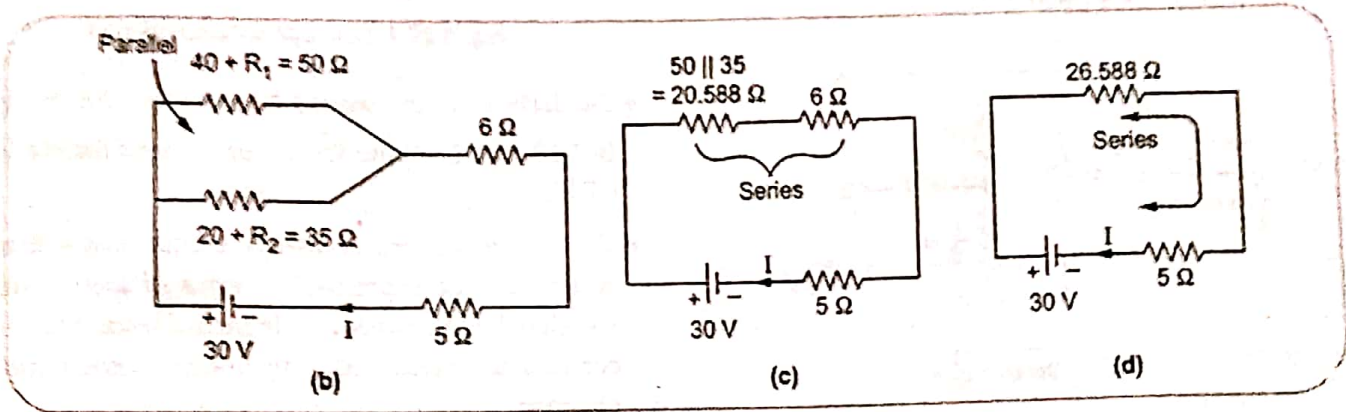 Parallel
40 + R₁ = 50 Ω
6 Ω
20 + R₂ = 35 Ω
+ −
I
30 V
5 Ω
(b)
50 || 35
= 20.588 Ω
6 Ω
Series
+ −
I
30 V
5 Ω
(c)
26.588 Ω
Series
+ −
I
30 V
5 Ω
(d)